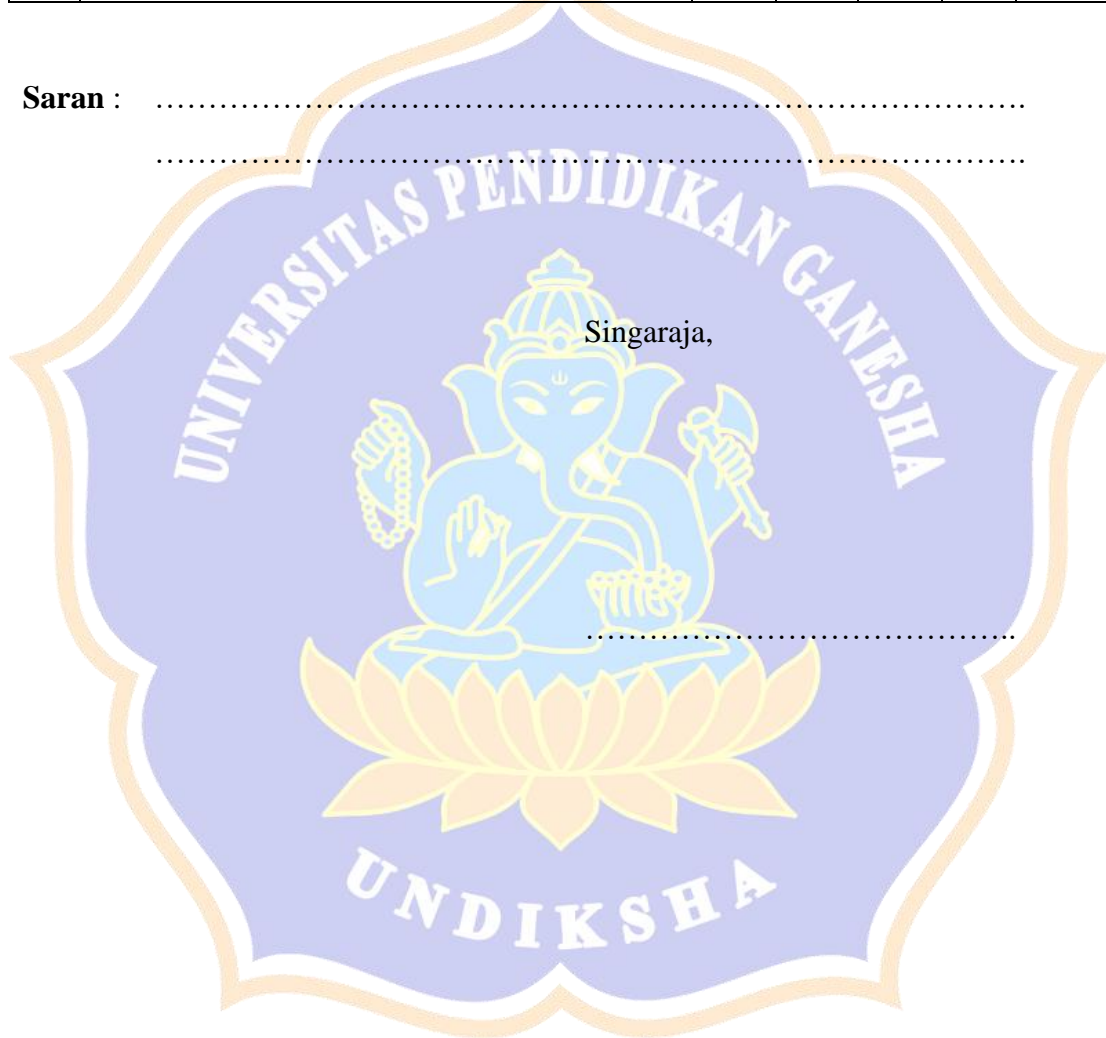 Saran : ……………………………………………………………………….
……………………………………………………………………….
UNIVERSITAS PENDIDIKAN GANESHA
Singaraja,
………………………………….
UNDIKSHA